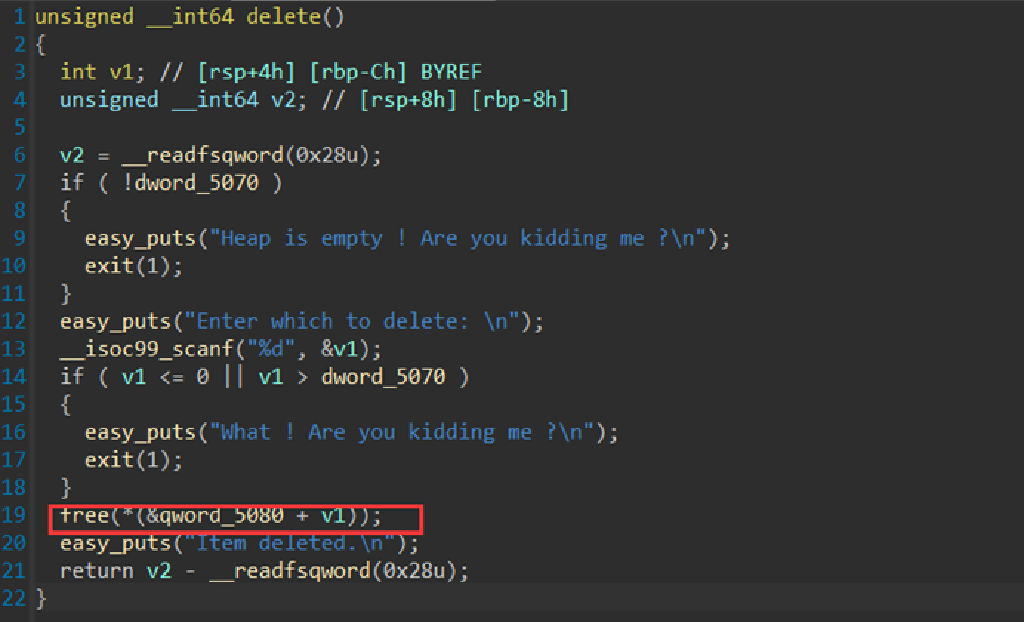 1 unsigned __int64 delete()
2 {
3   int v1; // [rsp+4h] [rbp-Ch] BYREF
4   unsigned __int64 v2; // [rsp+8h] [rbp-8h]
5
6   v2 = __readfsqword(0x28u);
7   if ( !dword_5070 )
8   {
9     easy_puts("Heap is empty ! Are you kidding me ?\n");
10     exit(1);
11   }
12   easy_puts("Enter which to delete: \n");
13   __isoc99_scanf("%d", &v1);
14   if ( v1 <= 0 || v1 > dword_5070 )
15   {
16     easy_puts("What ! Are you kidding me ?\n");
17     exit(1);
18   }
19   free(*(&qword_5080 + v1));
20   easy_puts("Item deleted.\n");
21   return v2 - __readfsqword(0x28u);
22 }